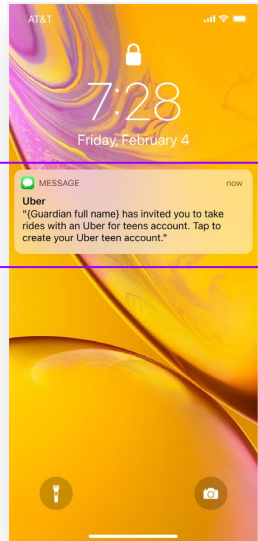 AT&T
7:28
Friday, February 4
MESSAGE
now
Uber
"{Guardian full name} has invited you to take
rides with an Uber for teens account. Tap to
create your Uber teen account."